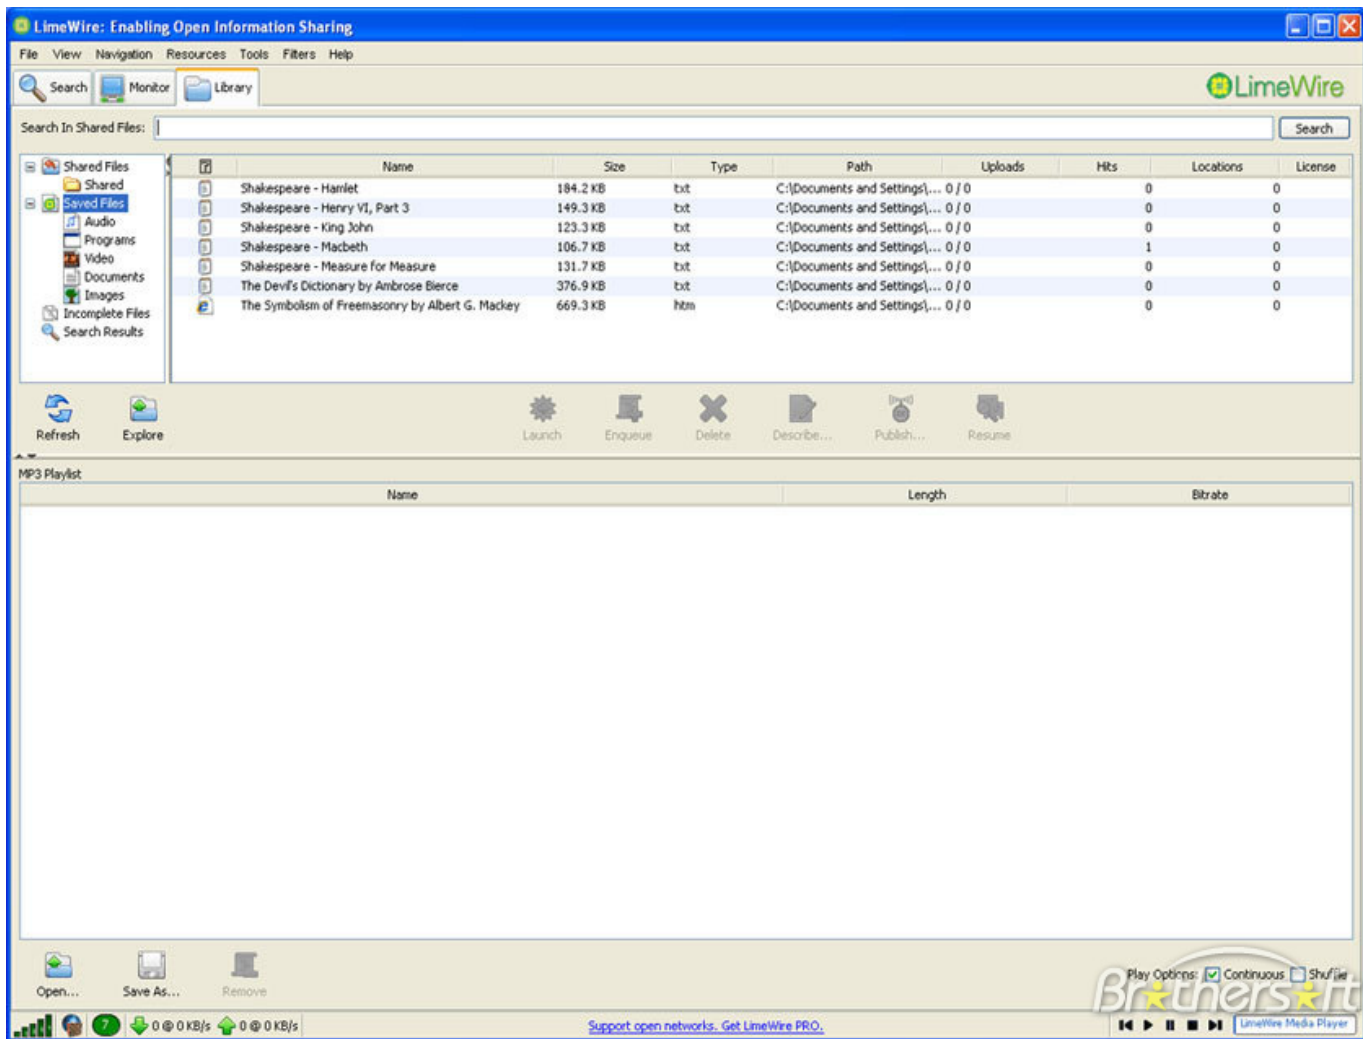 LimeWire: Enabling Open Information Sharing
File View Navigation Resources Tools Filters Help
Search Monitor Library LimeWire
Search In Shared Files: Search
Shared Files
Shared
Saved Files
Audio
Programs
Video
Documents
Images
Incomplete Files
Search Results
? Name Size Type Path Uploads Hits Locations License
Shakespeare - Hamlet 184.2 KB txt C:\Documents and Settings\... 0 / 0 0 0
Shakespeare - Henry VI, Part 3 149.3 KB txt C:\Documents and Settings\... 0 / 0 0 0
Shakespeare - King John 123.3 KB txt C:\Documents and Settings\... 0 / 0 0 0
Shakespeare - Macbeth 106.7 KB txt C:\Documents and Settings\... 0 / 0 1 0
Shakespeare - Measure for Measure 131.7 KB txt C:\Documents and Settings\... 0 / 0 0 0
The Devil's Dictionary by Ambrose Bierce 376.9 KB txt C:\Documents and Settings\... 0 / 0 0 0
The Symbolism of Freemasonry by Albert G. Mackey 669.3 KB htm C:\Documents and Settings\... 0 / 0 0 0
Refresh Explore Launch Enqueue Delete Describe... Publish... Resume
MP3 Playlist
Name Length Bitrate
Open... Save As... Remove
Play Options: Continuous Shuffle
Brothersoft
7 0 @ 0 KB/s 0 @ 0 KB/s Support open networks. Get LimeWire PRO. LimeWire Media Player